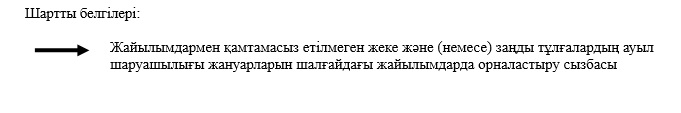 Шартты белгілері:
Жайылымдармен қамтамасыз етілмеген жеке және (немесе) заңды тұлғалардың ауыл
шаруашылығы жануарларын шалғайдағы жайылымдарда орналастыру сызбасы